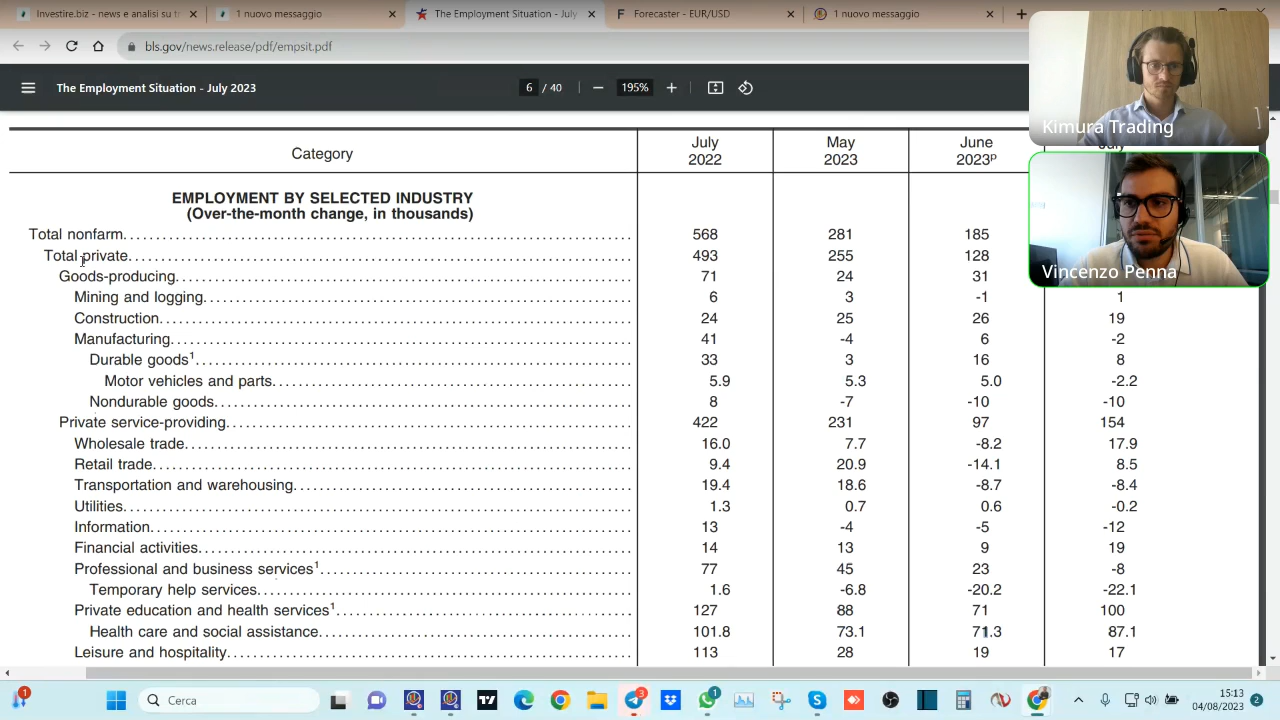 Investire.biz - news e analisi su t
1 nuovo messaggio
The Employment Situation - July
Forecaster - EUR/USD
1 nuovo messaggio
bls.gov/news.release/pdf/empsit.pdf
The Employment Situation - July 2023
6 / 40
195%
Kimura Trading
Vincenzo Penna
Category
July 2022
May 2023
June 2023p
July
EMPLOYMENT BY SELECTED INDUSTRY
(Over-the-month change, in thousands)
Total nonfarm 568 281 185
Total private 493 255 128
Goods-producing 71 24 31
Mining and logging 6 3 -1 1
Construction 24 25 26 19
Manufacturing 41 -4 6 -2
Durable goods1 33 3 16 8
Motor vehicles and parts 5.9 5.3 5.0 -2.2
Nondurable goods 8 -7 -10 -10
Private service-providing 422 231 97 154
Wholesale trade 16.0 7.7 -8.2 17.9
Retail trade 9.4 20.9 -14.1 8.5
Transportation and warehousing 19.4 18.6 -8.7 -8.4
Utilities 1.3 0.7 0.6 -0.2
Information 13 -4 -5 -12
Financial activities 14 13 9 19
Professional and business services1 77 45 23 -8
Temporary help services 1.6 -6.8 -20.2 -22.1
Private education and health services1 127 88 71 100
Health care and social assistance 101.8 73.1 71.3 87.1
Leisure and hospitality 113 28 19 17
Cerca
15:13
04/08/2023